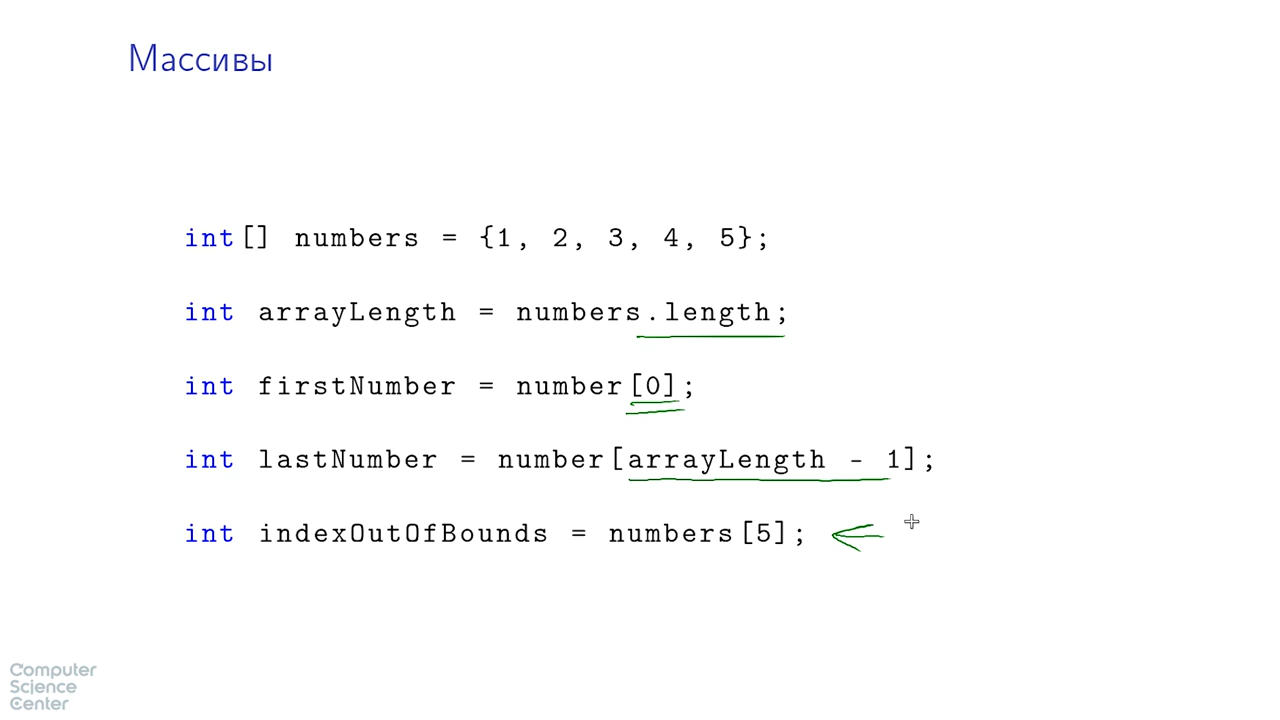 Массивы
int[] numbers = {1, 2, 3, 4, 5};
int arrayLength = numbers.length;
int firstNumber = number[0];
int lastNumber = number[arrayLength - 1];
int indexOutOfBounds = numbers[5];
Computer
Science
Center